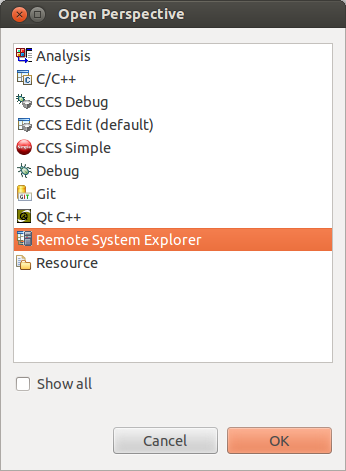 Open Perspective
Analysis
C/C++
CCS Debug
CCS Edit (default)
CCS Simple
Debug
Git
Qt C++
Remote System Explorer
Resource
Show all
Cancel
OK